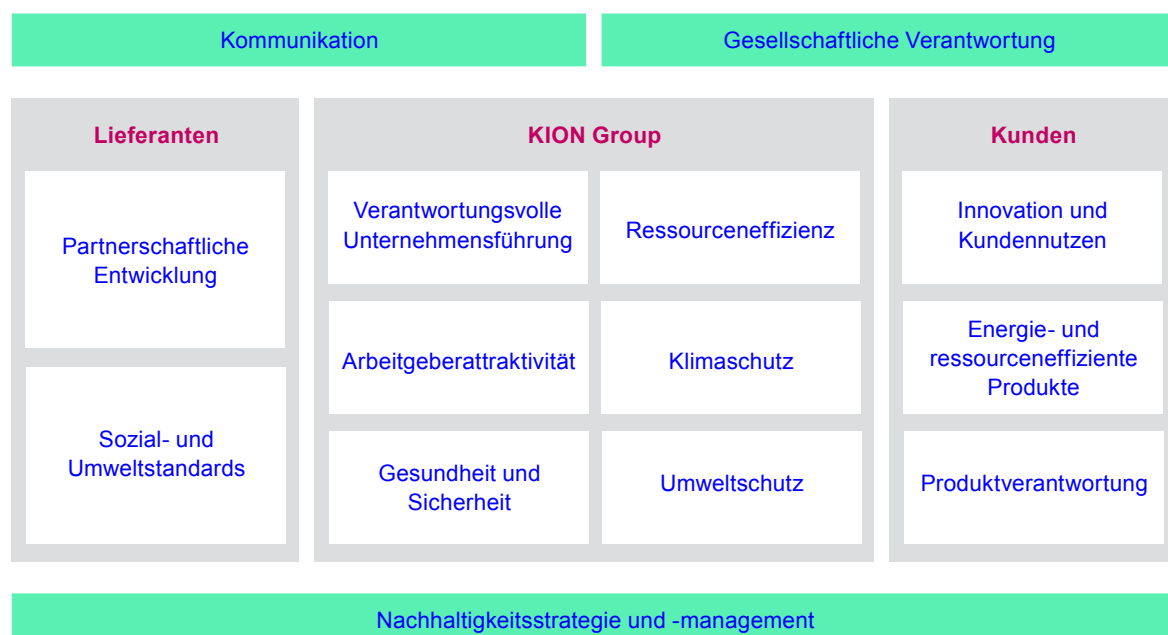 Kommunikation
Gesellschaftliche Verantwortung
Lieferanten
Partnerschaftliche
Entwicklung
Sozial- und
Umweltstandards
KION Group
Verantwortungsvolle
Unternehmensführung
Ressourceneffizienz
Arbeitgeberattraktivität
Klimaschutz
Gesundheit und
Sicherheit
Umweltschutz
Kunden
Innovation und
Kundennutzen
Energie- und
ressourceneffiziente
Produkte
Produktverantwortung
Nachhaltigkeitsstrategie und -management